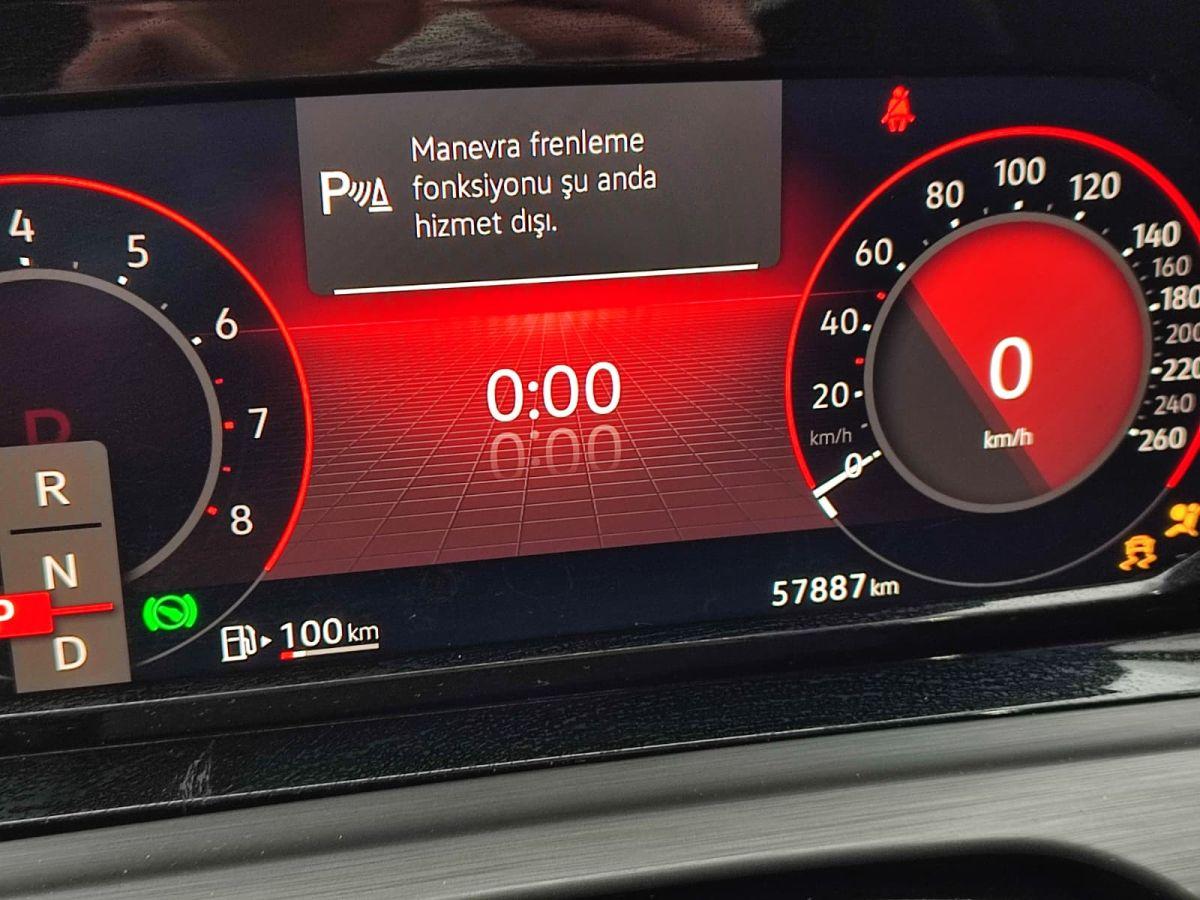 Manevra frenleme
fonksiyonu şu anda
hizmet dışı.
P
4
5
6
7
8
0:00
P
R
N
P
D
100 km
57887 km
0
20
40
60
80
100
120
140
160
180
200
220
240
260
km/h
0
km/h